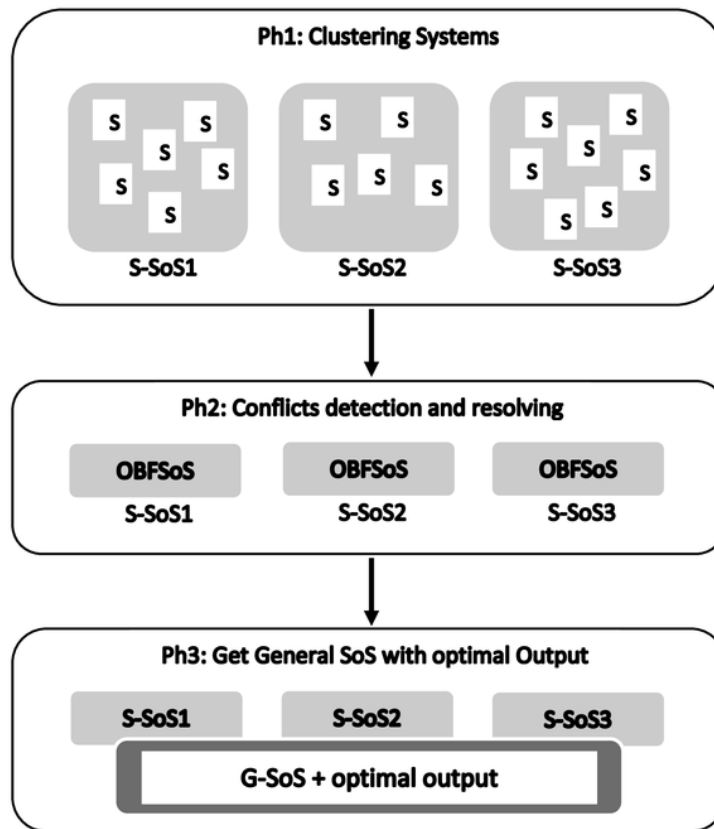 Ph1: Clustering Systems
S S S S S S
S S S S S
S S S S S S S
S-SoS1 S-SoS2 S-SoS3
Ph2: Conflicts detection and resolving
OBFSoS OBFSoS OBFSoS
S-SoS1 S-SoS2 S-SoS3
Ph3: Get General SoS with optimal Output
S-SoS1 S-SoS2 S-SoS3
G-SoS + optimal output